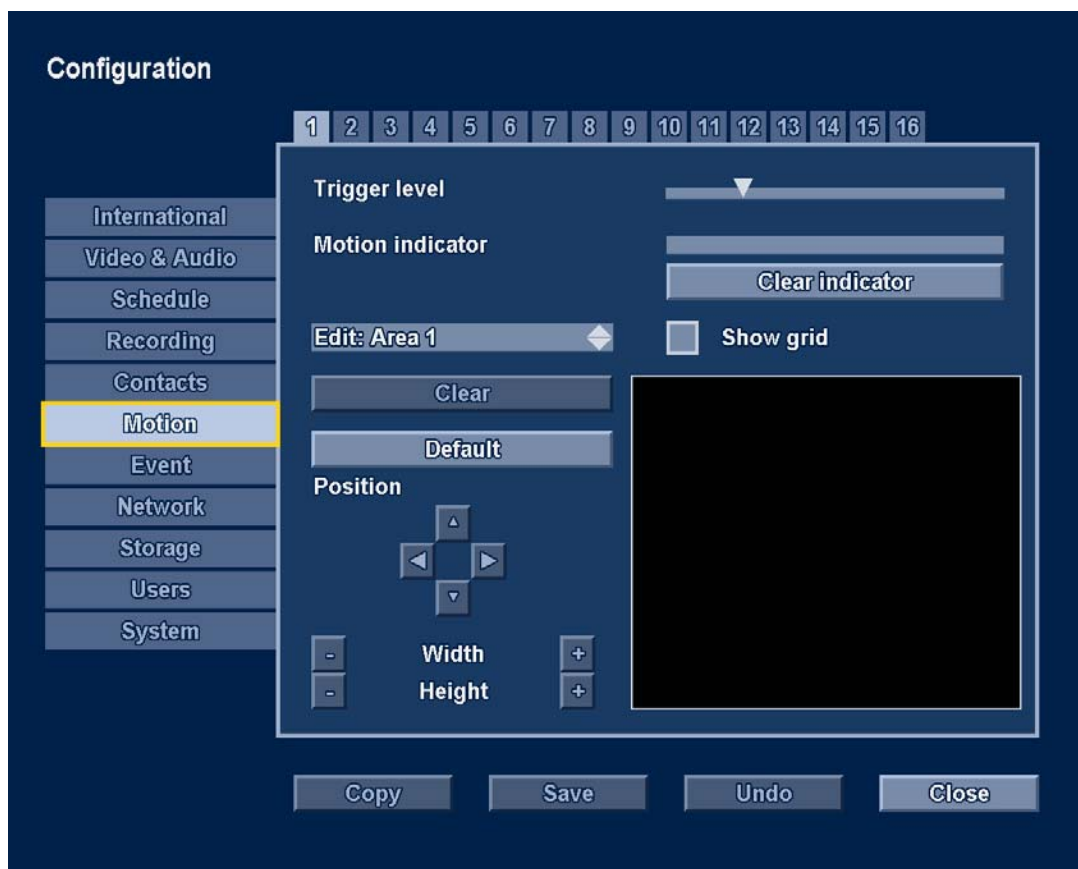 Configuration
1 2 3 4 5 6 7 8 9 10 11 12 13 14 15 16
International
Video & Audio
Schedule
Recording
Contacts
Motion
Event
Network
Storage
Users
System
Trigger level
Motion indicator
Clear indicator
Edit: Area 1
Show grid
Clear
Default
Position
- Width +
- Height +
Copy Save Undo Close